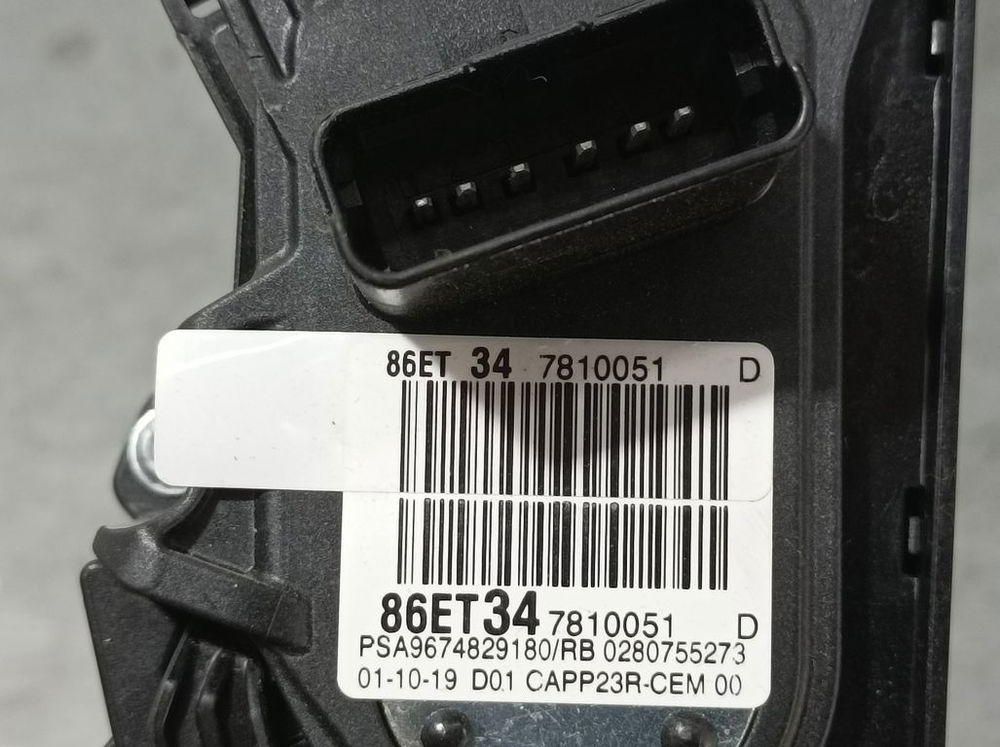 86ET 34 7810051 D
86ET34 7810051 D
PSA9674829180/RB 0280755273
01-10-19 D01 CAPP23R-CEM 00